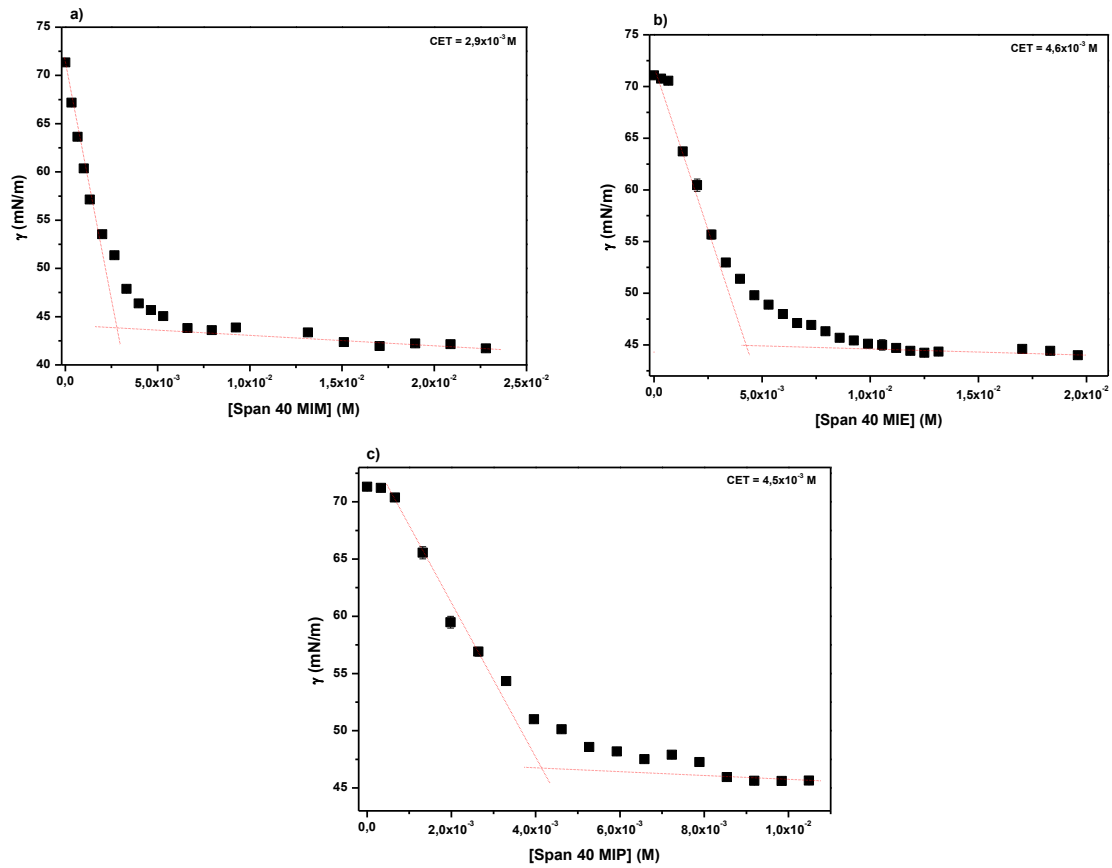 a)
CET = 2,9x10⁻³ M
γ (mN/m)
75
70
65
60
55
50
45
40
0,0 5,0x10⁻³ 1,0x10⁻² 1,5x10⁻² 2,0x10⁻² 2,5x10⁻²
[Span 40 MIM] (M)
b)
CET = 4,6x10⁻³ M
γ (mN/m)
75
70
65
60
55
50
45
0,0 5,0x10⁻³ 1,0x10⁻² 1,5x10⁻² 2,0x10⁻²
[Span 40 MIE] (M)
c)
CET = 4,5x10⁻³ M
γ (mN/m)
70
65
60
55
50
45
0,0 2,0x10⁻³ 4,0x10⁻³ 6,0x10⁻³ 8,0x10⁻³ 1,0x10⁻²
[Span 40 MIP] (M)